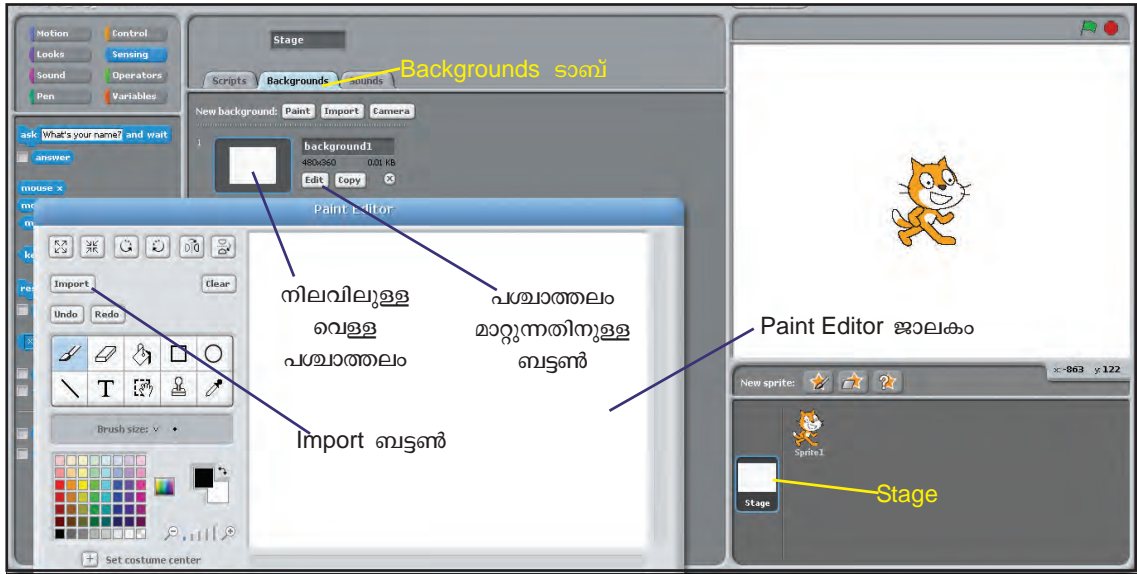 Motion Control
Looks Sensing
Sound Operators
Pen Variables
Stage
Scripts Backgrounds Sounds
Backgrounds ടാബ്
New background: Paint Import Camera
1
background1
480x360 0.01 KB
Edit Copy
ask What's your name? and wait
answer
mouse x
Paint Editor
Import Clear
Undo Redo
നിലവിലുള്ള
വെള്ള
പശ്ചാത്തലം
പശ്ചാത്തലം
മാറ്റുന്നതിനുള്ള
ബട്ടൺ
Paint Editor ജാലകം
Import ബട്ടൺ
Brush size:
Set costume center
x:-863 y:122
New sprite:
Sprite1
Stage
Stage